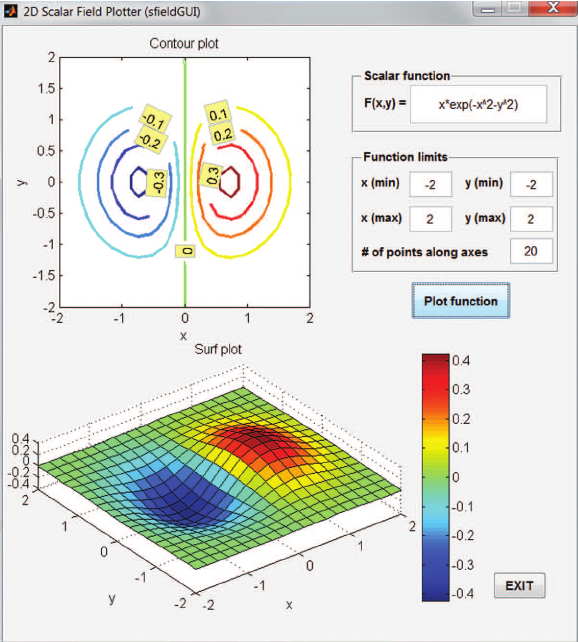 2D Scalar Field Plotter (sfieldGUI)
X
Contour plot
2
1.5
1
0.5
0
-0.5
-1
-1.5
-2
y
-0.1
-0.2
-0.3
0.1
0.2
0.3
0
-2
-1
0
1
2
x
Scalar function
F(x,y) =
x*exp(-x^2-y^2)
Function limits
x (min)
-2
y (min)
-2
x (max)
2
y (max)
2
# of points along axes
20
Plot function
Surf plot
0.4
0.2
0
-0.2
-0.4
2
1
0
-1
-2
y
-2
-1
0
1
2
x
0.4
0.3
0.2
0.1
0
-0.1
-0.2
-0.3
-0.4
EXIT